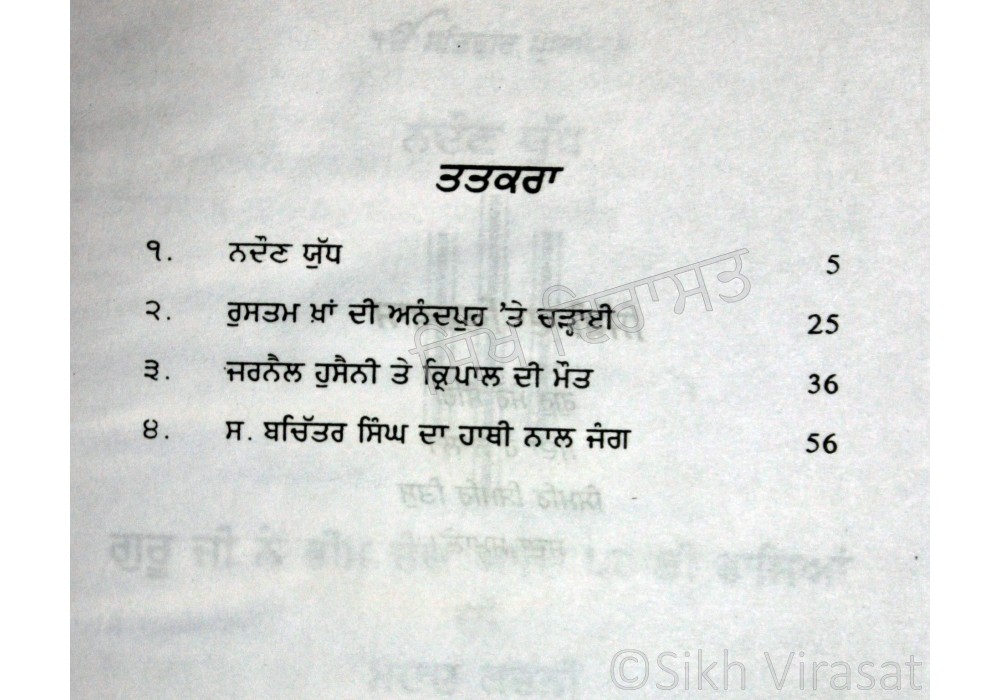 ਤਤਕਰਾ
੧. ਨਦੌਣ ਯੁੱਧ 5
੨. ਰੁਸਤਮ ਖ਼ਾਂ ਦੀ ਅਨੰਦਪੁਰ 'ਤੇ ਚੜ੍ਹਾਈ 25
੩. ਜਰਨੈਲ ਹੁਸੈਨੀ ਤੇ ਕ੍ਰਿਪਾਲ ਦੀ ਮੌਤ 36
੪. ਸ. ਬਚਿੱਤਰ ਸਿੰਘ ਦਾ ਹਾਥੀ ਨਾਲ ਜੰਗ 56
ਸਿੱਖ ਵਿਰਾਸਤ
©Sikh Virasat